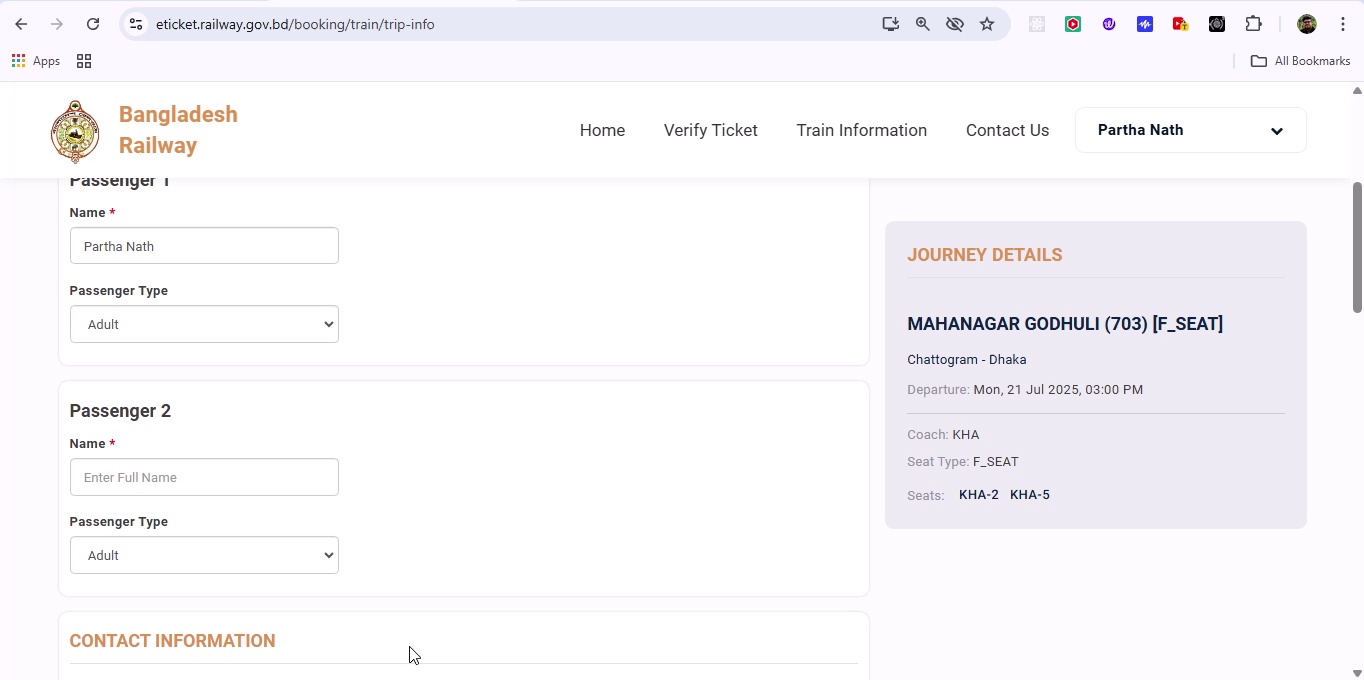 eticket.railway.gov.bd/booking/train/trip-info
Apps
All Bookmarks
Bangladesh
Railway
Home
Verify Ticket
Train Information
Contact Us
Partha Nath
Passenger 1
Name *
Partha Nath
Passenger Type
Adult
Passenger 2
Name *
Enter Full Name
Passenger Type
Adult
CONTACT INFORMATION
JOURNEY DETAILS
MAHANAGAR GODHULI (703) [F_SEAT]
Chattogram - Dhaka
Departure: Mon, 21 Jul 2025, 03:00 PM
Coach: KHA
Seat Type: F_SEAT
Seats: KHA-2 KHA-5